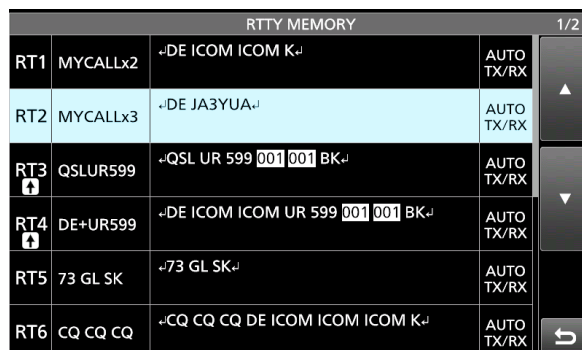 RTTY MEMORY 1/2
RT1 MYCALLx2 ↲DE ICOM ICOM K↲ AUTO TX/RX
RT2 MYCALLx3 ↲DE JA3YUA↲ AUTO TX/RX
RT3 QSLUR599 ↲QSL UR 599 001 001 BK↲ AUTO TX/RX
RT4 DE+UR599 ↲DE ICOM ICOM UR 599 001 001 BK↲ AUTO TX/RX
RT5 73 GL SK ↲73 GL SK↲ AUTO TX/RX
RT6 CQ CQ CQ ↲CQ CQ CQ DE ICOM ICOM ICOM K↲ AUTO TX/RX